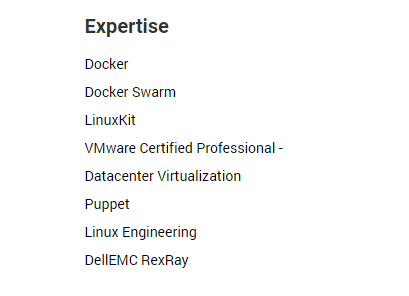 Expertise
Docker
Docker Swarm
LinuxKit
VMware Certified Professional -
Datacenter Virtualization
Puppet
Linux Engineering
DellEMC RexRay